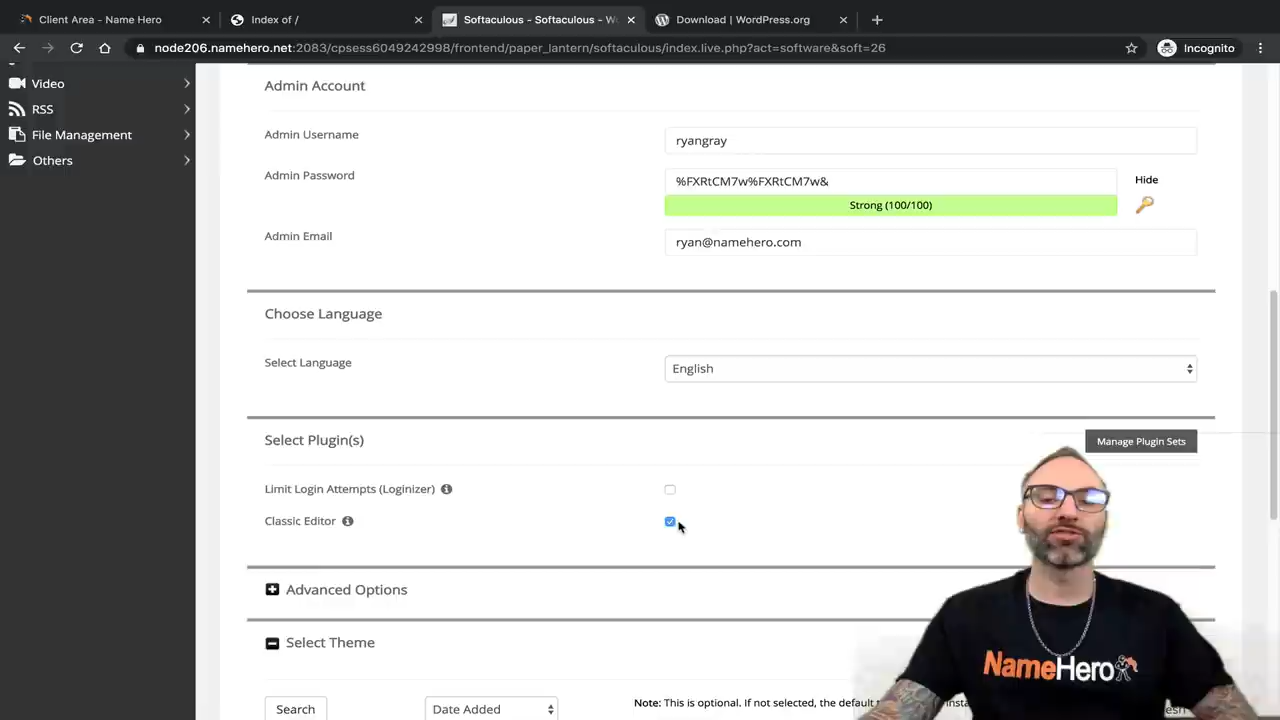 Client Area - Name Hero
Index of /
Softaculous - Softaculous - W
Download | WordPress.org
node206.namehero.net:2083/cpsess6049242998/frontend/paper_lantern/softaculous/index.live.php?act=software&soft=26
Incognito
Video
RSS
File Management
Others
Admin Account
Admin Username
ryangray
Admin Password
%FXRtCM7w%FXRtCM7w&
Hide
Strong (100/100)
Admin Email
ryan@namehero.com
Choose Language
Select Language
English
Select Plugin(s)
Manage Plugin Sets
Limit Login Attempts (Loginizer)
Classic Editor
Advanced Options
Select Theme
Search
Date Added
Note: This is optional. If not selected, the default
NameHero